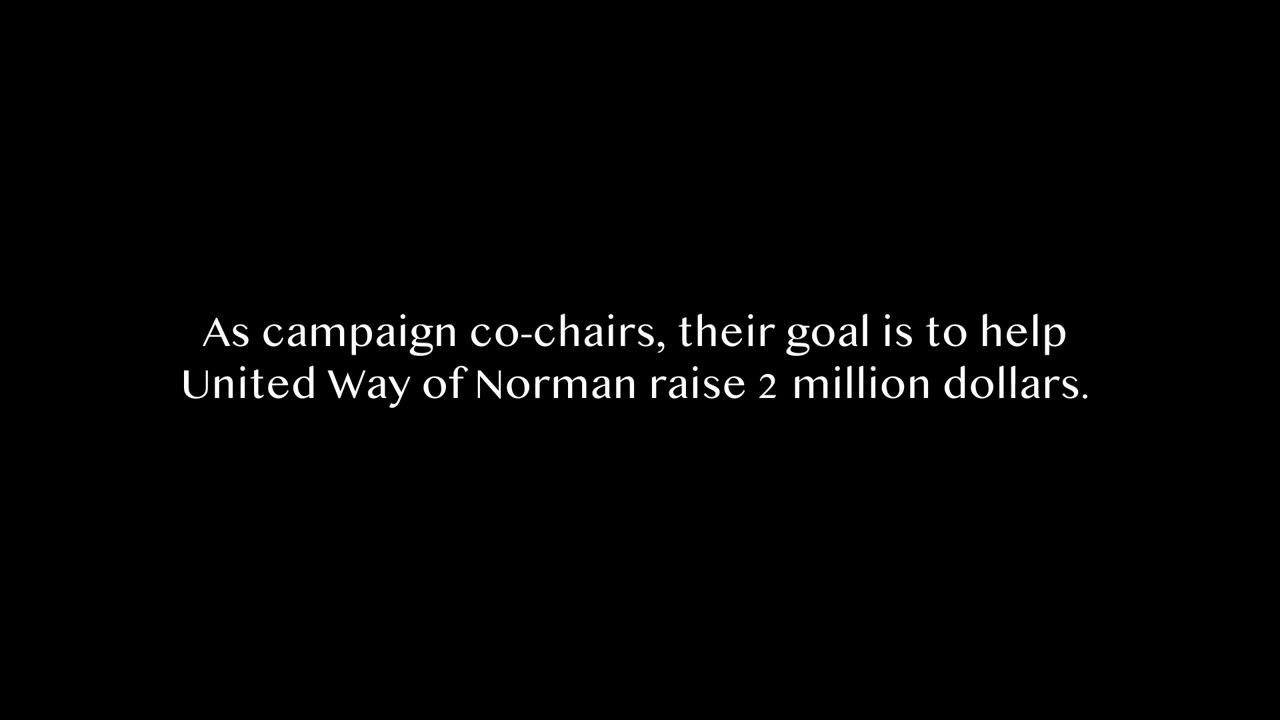 As campaign co-chairs, their goal is to help
United Way of Norman raise 2 million dollars.